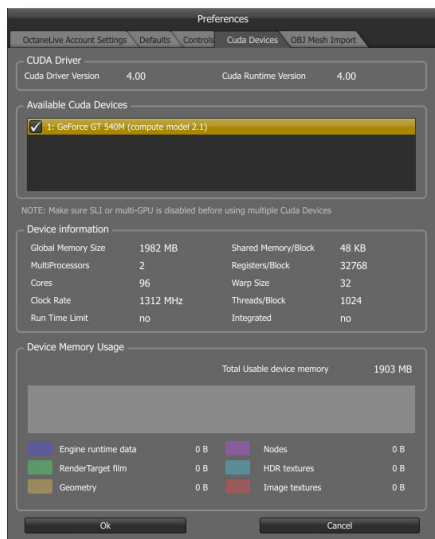 Preferences
OctaneLive Account Settings Defaults Controls Cuda Devices OBJ Mesh Import
CUDA Driver
Cuda Driver Version 4.00 Cuda Runtime Version 4.00
Available Cuda Devices
1: GeForce GT 540M (compute model 2.1)
NOTE: Make sure SLI or multi-GPU is disabled before using multiple Cuda Devices
Device information
Global Memory Size 1982 MB Shared Memory/Block 48 KB
MultiProcessors 2 Registers/Block 32768
Cores 96 Warp Size 32
Clock Rate 1312 MHz Threads/Block 1024
Run Time Limit no Integrated no
Device Memory Usage
Total Usable device memory 1903 MB
Engine runtime data 0 B Nodes 0 B
RenderTarget film 0 B HDR textures 0 B
Geometry 0 B Image textures 0 B
Ok Cancel